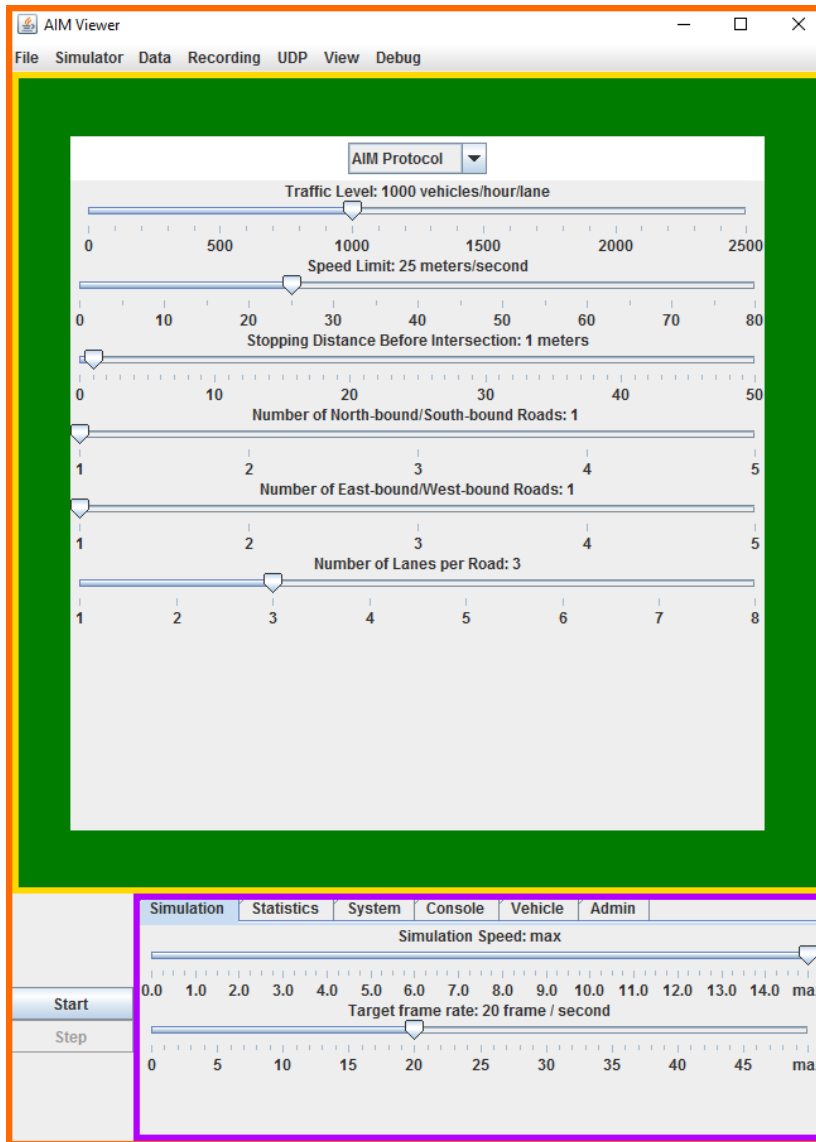 AIM Viewer
File Simulator Data Recording UDP View Debug
AIM Protocol
Traffic Level: 1000 vehicles/hour/lane
0 500 1000 1500 2000 2500
Speed Limit: 25 meters/second
0 10 20 30 40 50 60 70 80
Stopping Distance Before Intersection: 1 meters
0 10 20 30 40 50
Number of North-bound/South-bound Roads: 1
1 2 3 4 5
Number of East-bound/West-bound Roads: 1
1 2 3 4 5
Number of Lanes per Road: 3
1 2 3 4 5 6 7 8
Simulation Statistics System Console Vehicle Admin
Simulation Speed: max
0.0 1.0 2.0 3.0 4.0 5.0 6.0 7.0 8.0 9.0 10.0 11.0 12.0 13.0 14.0 ma
Start
Target frame rate: 20 frame / second
Step
0 5 10 15 20 25 30 35 40 45 ma